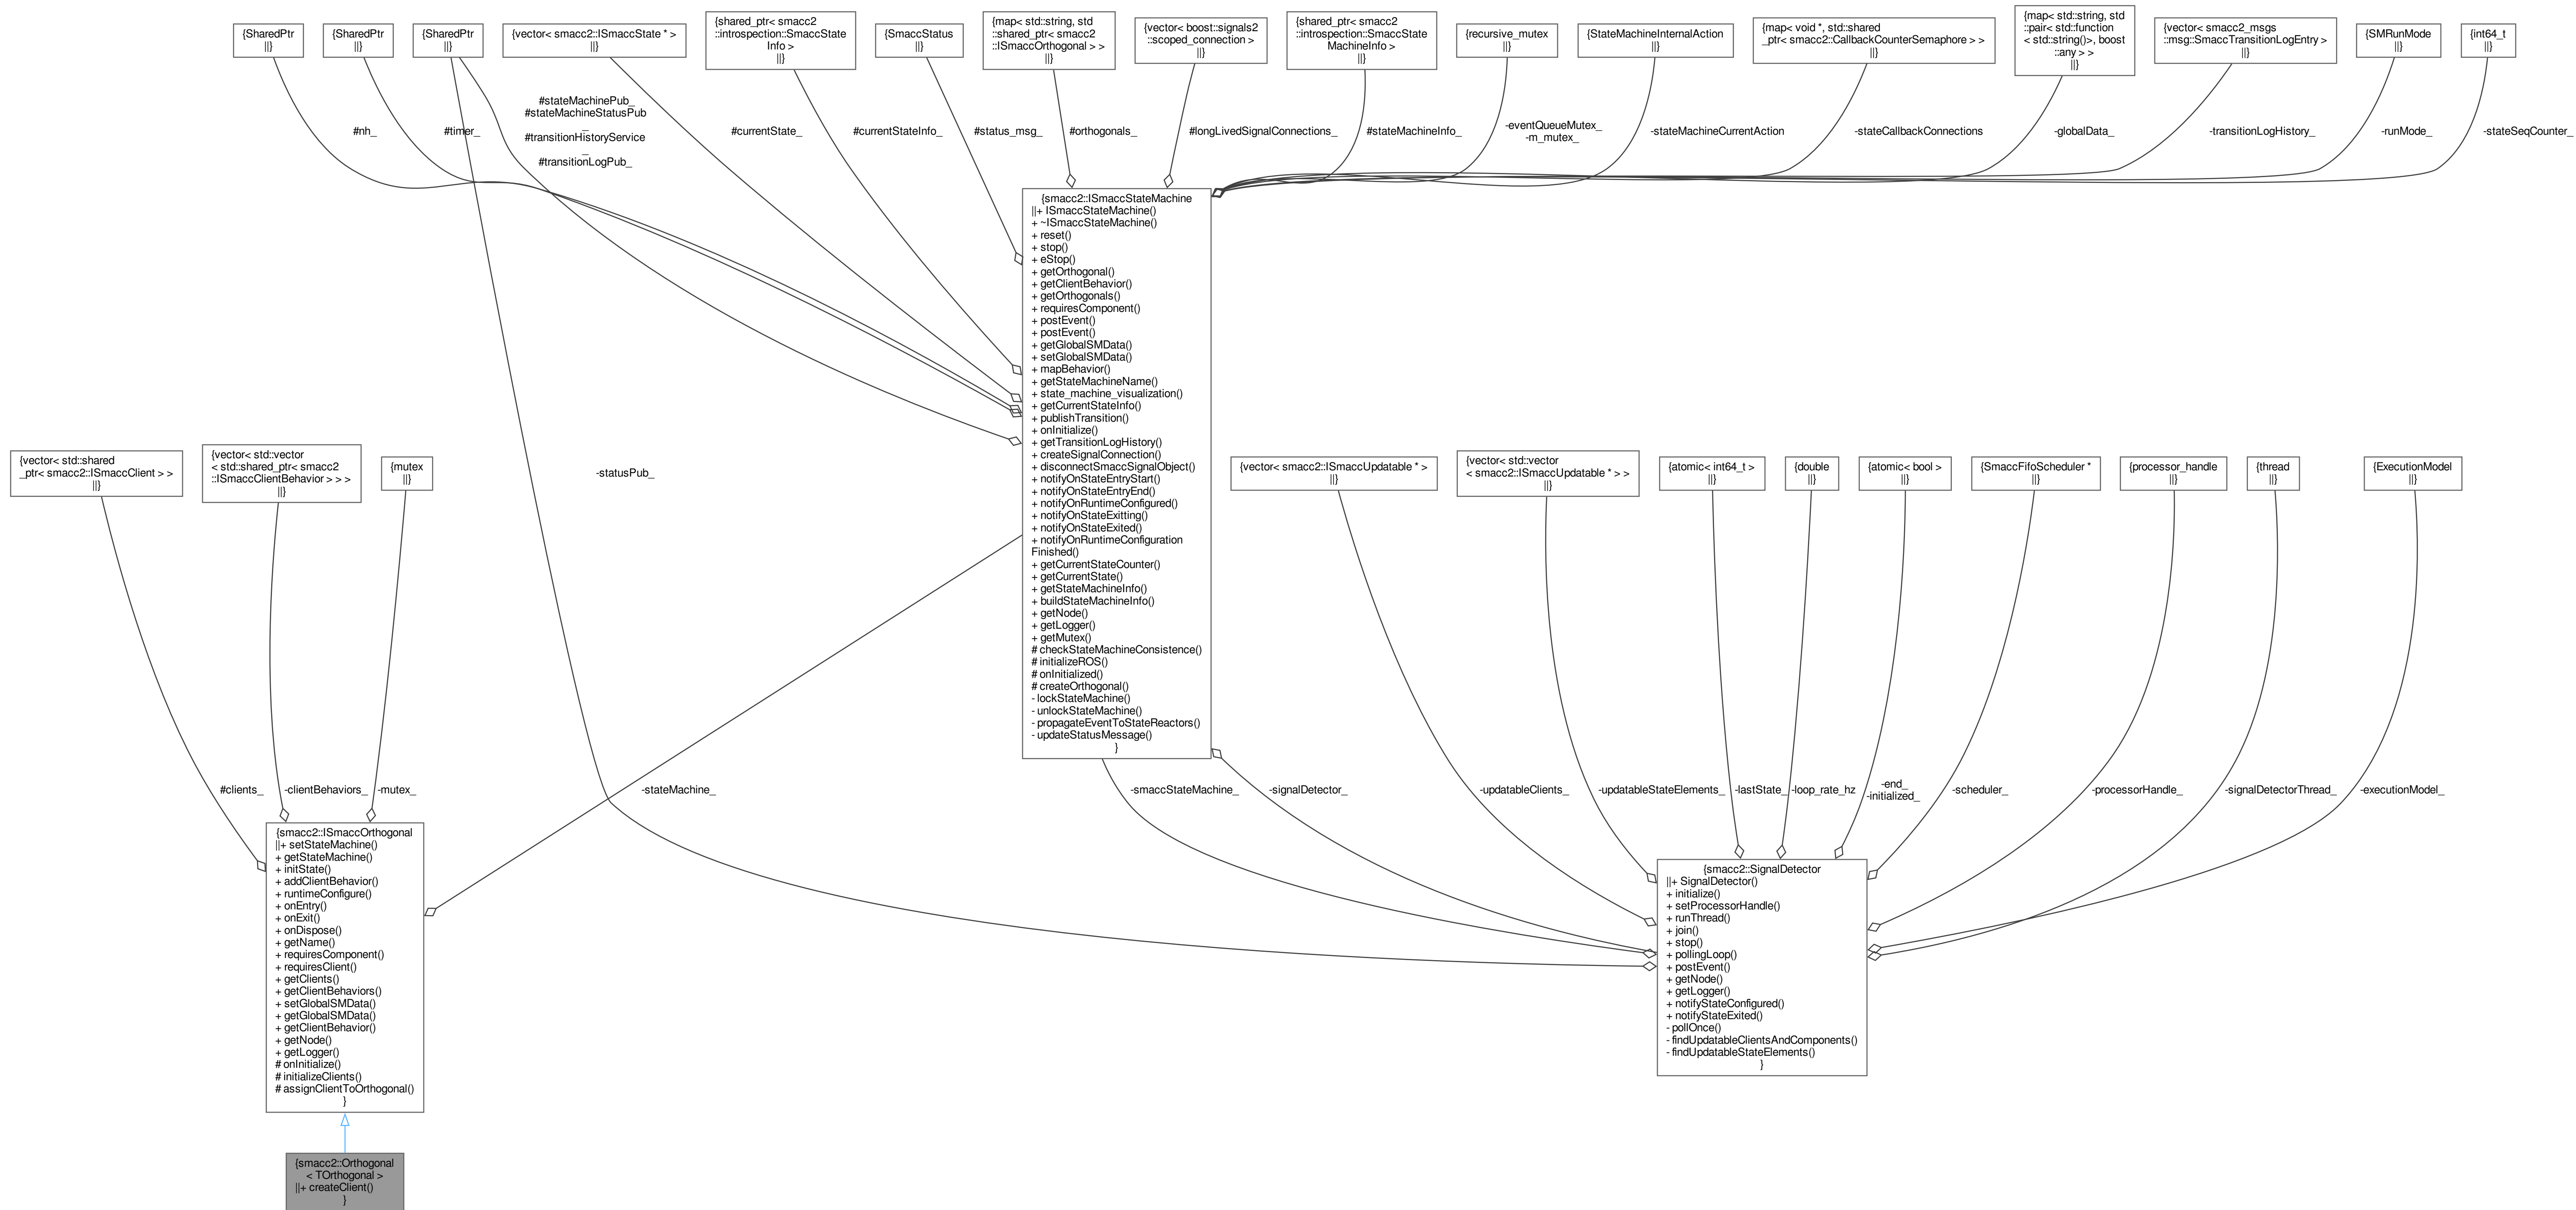 {SharedPtr
||}
{SharedPtr
||}
{SharedPtr
||}
{vector< smacc2::ISmaccState * >
||}
{shared_ptr< smacc2
::introspection::SmaccState
Info >
||}
{SmaccStatus
||}
{map< std::string, std
::shared_ptr< smacc2
::ISmaccOrthogonal > >
||}
{vector< boost::signals2
::scoped_connection >
||}
{shared_ptr< smacc2
::introspection::SmaccState
MachineInfo >
||}
{recursive_mutex
||}
{StateMachineInternalAction
||}
{map< void *, std::shared
_ptr< smacc2::CallbackCounterSemaphore > >
||}
{map< std::string, std
::pair< std::function
< std::string()>, boost
::any > >
||}
{vector< smacc2_msgs
::msg::SmaccTransitionLogEntry >
||}
{SMRunMode
||}
{int64_t
||}
#nh_
#timer_
#stateMachinePub_
#stateMachineStatusPub
_
#transitionHistoryService
_
#transitionLogPub_
#currentState_
#currentStateInfo_
#status_msg_
#orthogonals_
#longLivedSignalConnections_
#stateMachineInfo_
-eventQueueMutex_
-m_mutex_
-stateMachineCurrentAction
-stateCallbackConnections
-globalData_
-transitionLogHistory_
-runMode_
-stateSeqCounter_
{smacc2::ISmaccStateMachine
||+ ISmaccStateMachine()
+ ~ISmaccStateMachine()
+ reset()
+ stop()
+ eStop()
+ getOrthogonal()
+ getClientBehavior()
+ getOrthogonals()
+ requiresComponent()
+ postEvent()
+ postEvent()
+ getGlobalSMData()
+ setGlobalSMData()
+ mapBehavior()
+ getStateMachineName()
+ state_machine_visualization()
+ getCurrentStateInfo()
+ publishTransition()
+ onInitialize()
+ getTransitionLogHistory()
+ createSignalConnection()
+ disconnectSmaccSignalObject()
+ notifyOnStateEntryStart()
+ notifyOnStateEntryEnd()
+ notifyOnRuntimeConfigured()
+ notifyOnStateExitting()
+ notifyOnStateExited()
+ notifyOnRuntimeConfiguration
Finished()
+ getCurrentStateCounter()
+ getCurrentState()
+ getStateMachineInfo()
+ buildStateMachineInfo()
+ getNode()
+ getLogger()
+ getMutex()
# checkStateMachineConsistence()
# initializeROS()
# onInitialized()
# createOrthogonal()
- lockStateMachine()
- unlockStateMachine()
- propagateEventToStateReactors()
- updateStatusMessage()
}
{vector< std::shared
_ptr< smacc2::ISmaccClient > >
||}
{vector< std::vector
< std::shared_ptr< smacc2
::ISmaccClientBehavior > > >
||}
{mutex
||}
-statusPub_
{vector< smacc2::ISmaccUpdatable * >
||}
{vector< std::vector
< smacc2::ISmaccUpdatable * > >
||}
{atomic< int64_t >
||}
{double
||}
{atomic< bool >
||}
{SmaccFifoScheduler *
||}
{processor_handle
||}
{thread
||}
{ExecutionModel
||}
#clients_
-clientBehaviors_
-mutex_
-stateMachine_
-smaccStateMachine_
-signalDetector_
-updatableClients_
-updatableStateElements_
-lastState_
-loop_rate_hz
-end_
-initialized_
-scheduler_
-processorHandle_
-signalDetectorThread_
-executionModel_
{smacc2::ISmaccOrthogonal
||+ setStateMachine()
+ getStateMachine()
+ initState()
+ addClientBehavior()
+ runtimeConfigure()
+ onEntry()
+ onExit()
+ onDispose()
+ getName()
+ requiresComponent()
+ requiresClient()
+ getClients()
+ getClientBehaviors()
+ setGlobalSMData()
+ getGlobalSMData()
+ getClientBehavior()
+ getNode()
+ getLogger()
# onInitialize()
# initializeClients()
# assignClientToOrthogonal()
}
{smacc2::SignalDetector
||+ SignalDetector()
+ initialize()
+ setProcessorHandle()
+ runThread()
+ join()
+ stop()
+ pollingLoop()
+ postEvent()
+ getNode()
+ getLogger()
+ notifyStateConfigured()
+ notifyStateExited()
- pollOnce()
- findUpdatableClientsAndComponents()
- findUpdatableStateElements()
}
{smacc2::Orthogonal
< TOrthogonal >
||+ createClient()
}